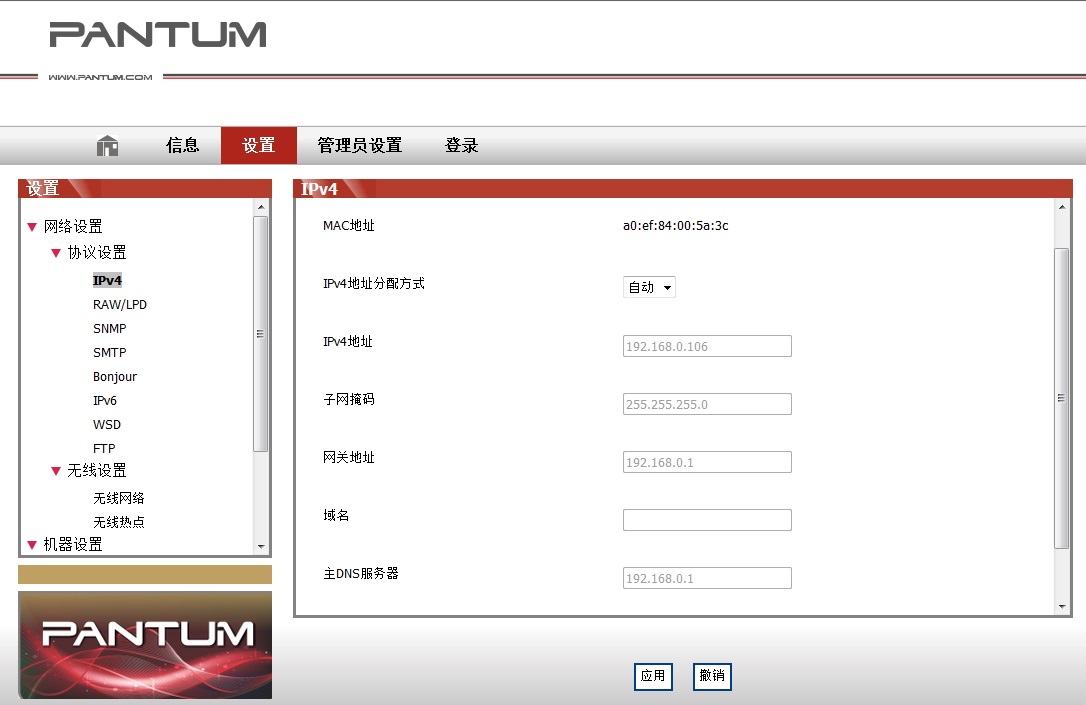 PANTUM
WWW.PANTUM.COM
信息 设置 管理员设置 登录
设置
网络设置
协议设置
IPv4
RAW/LPD
SNMP
SMTP
Bonjour
IPv6
WSD
FTP
无线设置
无线网络
无线热点
机器设置
PANTUM
IPv4
MAC地址 a0:ef:84:00:5a:3c
IPv4地址分配方式 自动
IPv4地址 192.168.0.106
子网掩码 255.255.255.0
网关地址 192.168.0.1
域名
主DNS服务器 192.168.0.1
应用 撤销